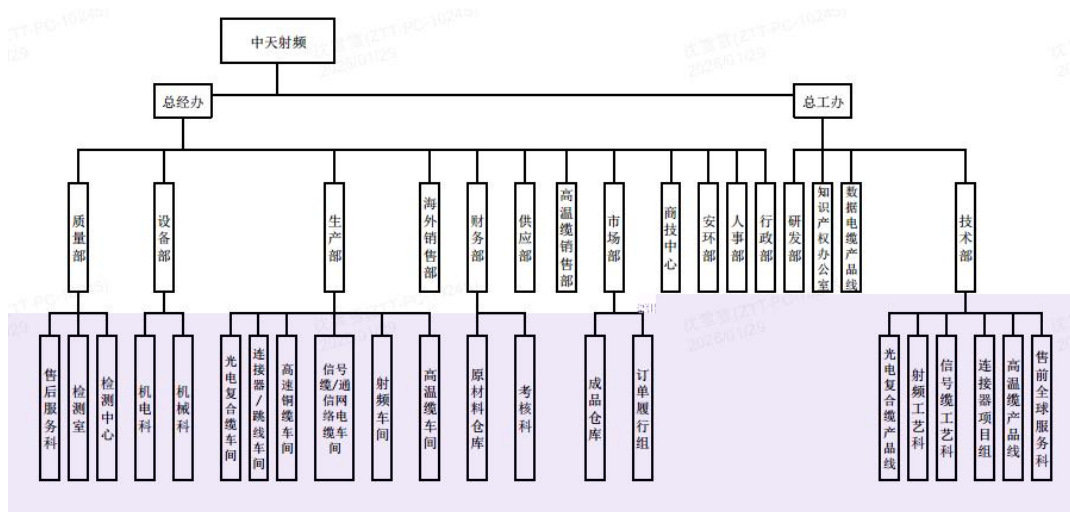 中天射频
总经办
总工办
质量部
设备部
生产部
海外销售部
财务部
供应部
高温缆销售部
市场部
商技中心
安环部
人事部
行政部
研发部
知识产权办公室
数据电缆产品线
技术部
售后服务科
检测室
检测中心
机电科
机械科
光电复合缆车间
连接器/跳线车间
高速铜缆车间
信号缆/通信网络电缆车间
射频车间
高温缆车间
原材料仓库
考核科
成品仓库
订单履行组
光电复合缆产品线
射频工艺科
信号缆工艺科
连接器项目组
高温缆产品线
售前全球服务科
2026/01/29